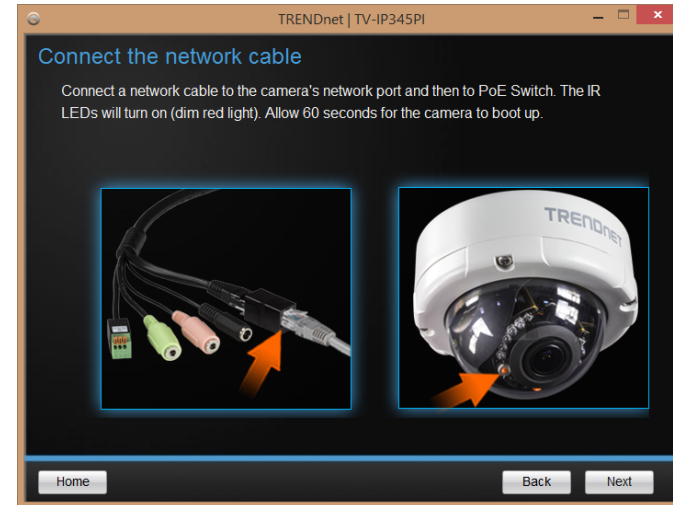 TRENDnet | TV-IP345PI
Connect the network cable
Connect a network cable to the camera's network port and then to PoE Switch. The IR
LEDs will turn on (dim red light). Allow 60 seconds for the camera to boot up.
TRENDNET
Home
Back
Next